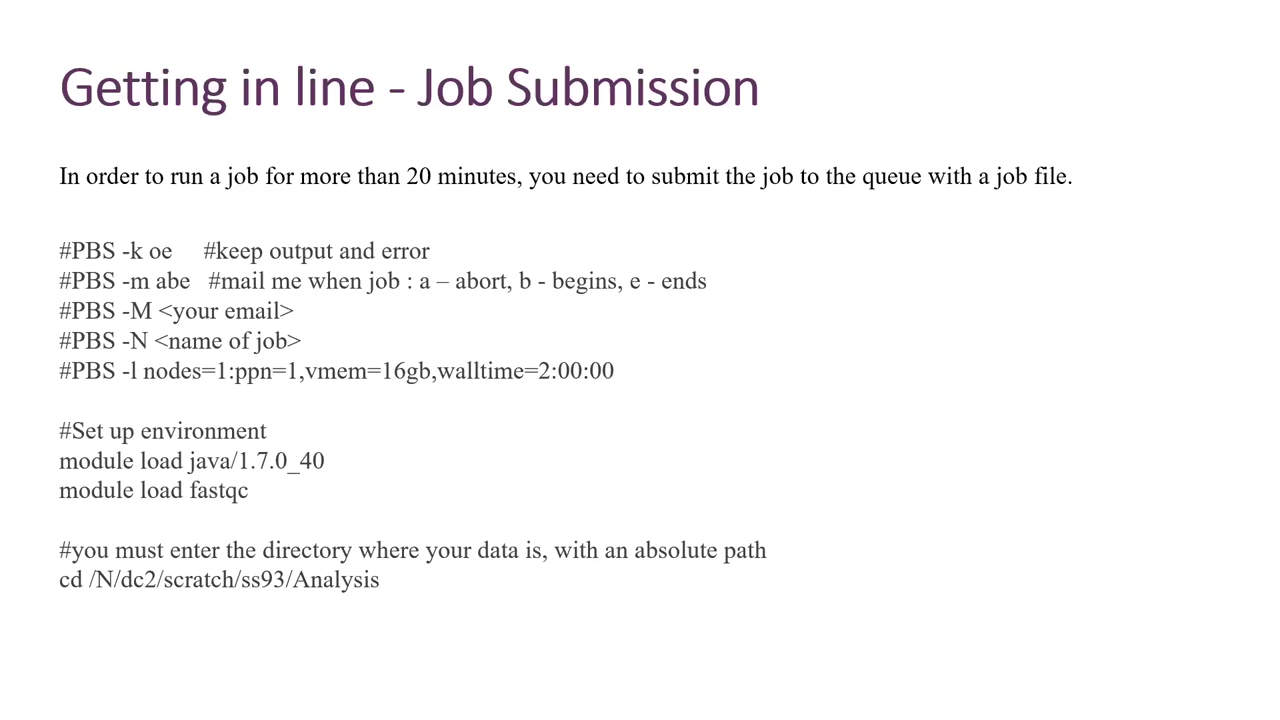 Getting in line - Job Submission
In order to run a job for more than 20 minutes, you need to submit the job to the queue with a job file.
#PBS -k oe #keep output and error
#PBS -m abe #mail me when job : a – abort, b - begins, e - ends
#PBS -M <your email>
#PBS -N <name of job>
#PBS -l nodes=1:ppn=1,vmem=16gb,walltime=2:00:00
#Set up environment
module load java/1.7.0_40
module load fastqc
#you must enter the directory where your data is, with an absolute path
cd /N/dc2/scratch/ss93/Analysis